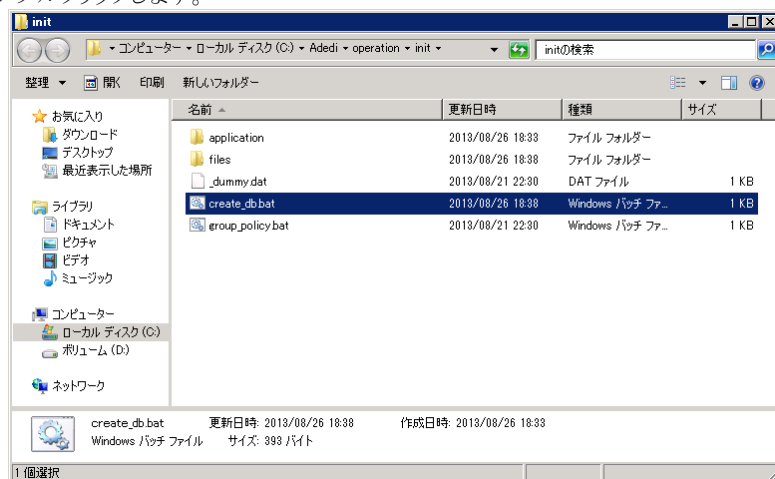 ブルクリックします。
init
コンピューター ▾ ローカル ディスク (C:) ▾ Adedi ▾ operation ▾ init ▾
initの検索
整理 ▼ 開く 印刷 新しいフォルダー
名前 更新日時 種類 サイズ
お気に入り
ダウンロード
デスクトップ
最近表示した場所
ライブラリ
ドキュメント
ピクチャ
ビデオ
ミュージック
コンピューター
ローカル ディスク (C:)
ボリューム (D:)
ネットワーク
application 2013/08/26 18:33 ファイル フォルダー
files 2013/08/26 18:38 ファイル フォルダー
_dummy.dat 2013/08/21 22:30 DAT ファイル 1 KB
create_db.bat 2013/08/26 18:38 Windows バッチ ファ... 1 KB
group_policy.bat 2013/08/21 22:30 Windows バッチ ファ... 1 KB
create_db.bat 更新日時: 2013/08/26 18:38 作成日時: 2013/08/26 18:33
Windows バッチ ファイル サイズ: 393 バイト
1 個選択